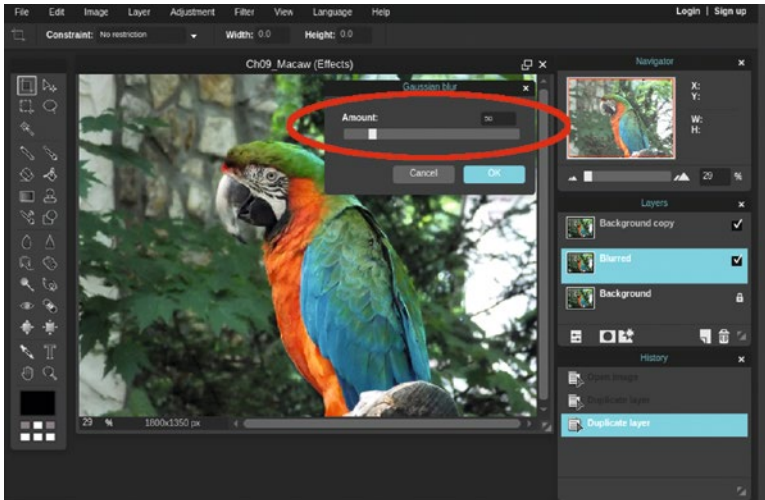 File Edit Image Layer Adjustment Filter View Language Help Login | Sign up
Constraint: No restriction Width: 0.0 Height: 0.0
Ch09_Macaw (Effects)
Gaussian blur
Amount: 50
Cancel OK
29 % 1800x1350 px
Navigator
X:
Y:
W:
H:
29 %
Layers
Background copy
Blurred
Background
History
Open image
Duplicate layer
Duplicate layer